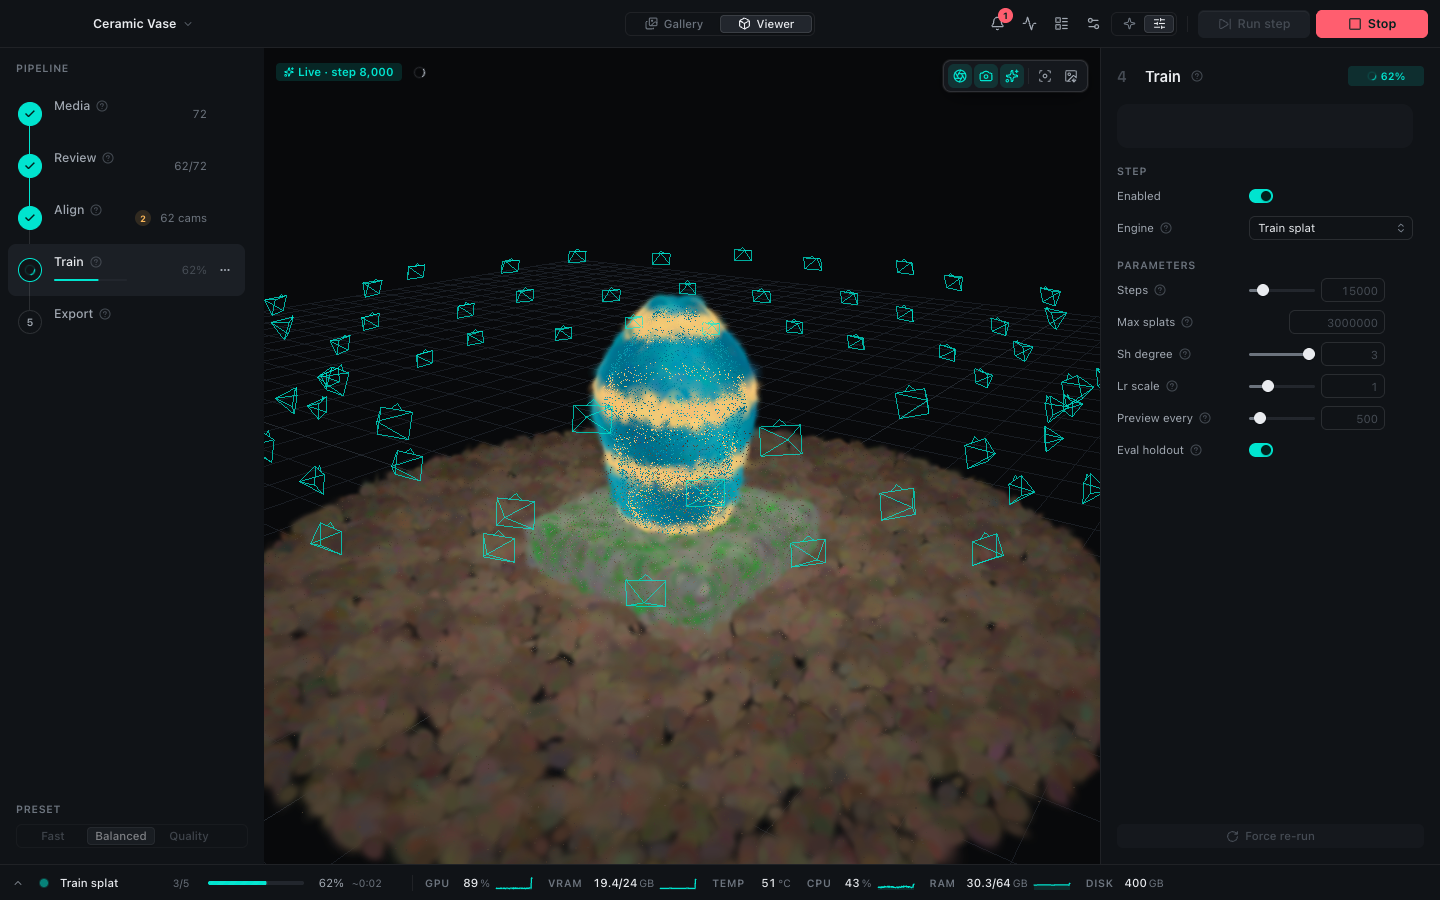 Ceramic Vase
Gallery
Viewer
1
Run step
Stop
PIPELINE
Media
72
Review
62/72
Align
2
62 cams
Train
62%
5
Export
PRESET
Fast
Balanced
Quality
Live · step 8,000
4
Train
62%
STEP
Enabled
Engine
Train splat
PARAMETERS
Steps
15000
Max splats
3000000
Sh degree
3
Lr scale
1
Preview every
500
Eval holdout
Force re-run
Train splat
3/5
62% ~0:02
GPU 89 %
VRAM 19.4/24 GB
TEMP 51 °C
CPU 43 %
RAM 30.3/64 GB
DISK 400 GB